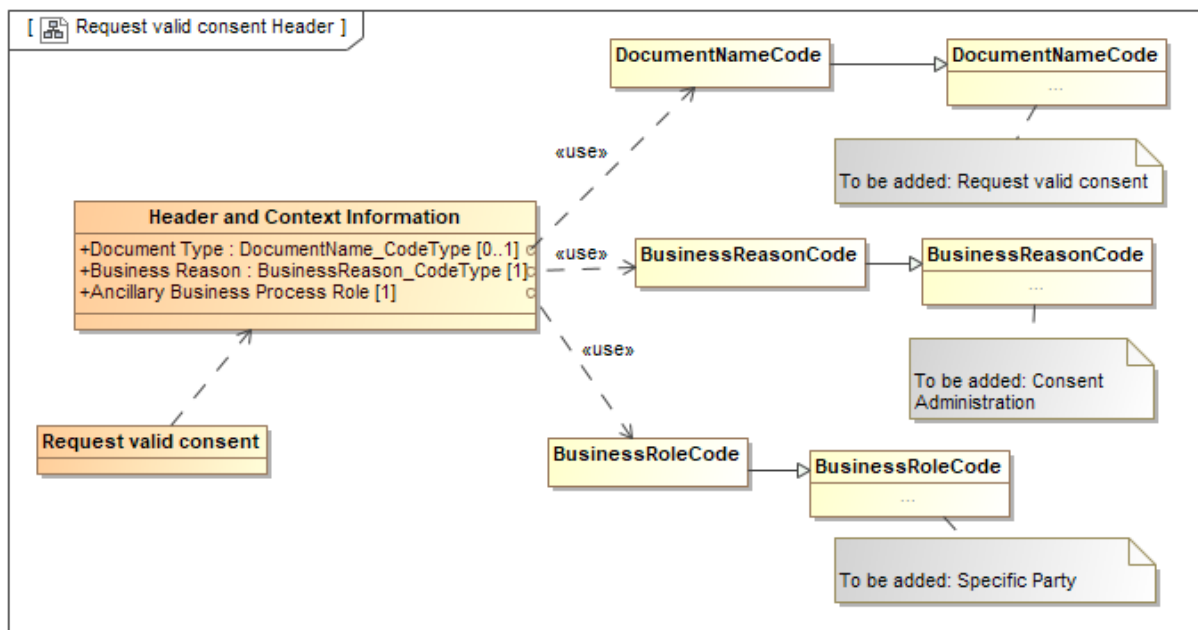 [ Request valid consent Header ]
DocumentNameCode
DocumentNameCode
...
To be added: Request valid consent
«use»
Header and Context Information
+Document Type : DocumentName_CodeType [0..1]
+Business Reason : BusinessReason_CodeType [1]
+Ancillary Business Process Role [1]
«use»
BusinessReasonCode
BusinessReasonCode
...
To be added: Consent
Administration
«use»
Request valid consent
BusinessRoleCode
BusinessRoleCode
...
To be added: Specific Party